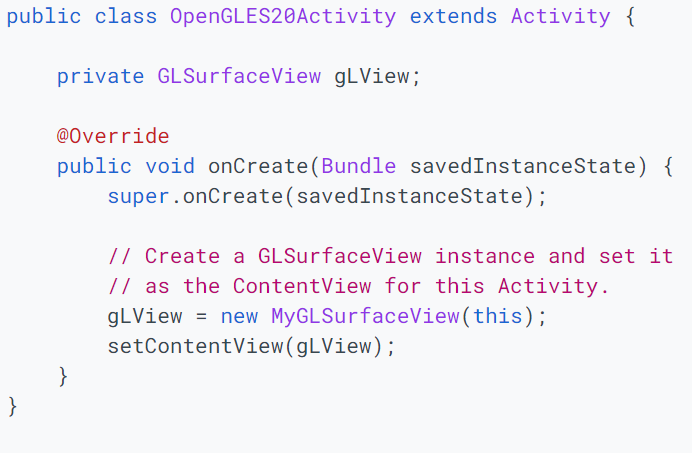 public class OpenGLES20Activity extends Activity {
    private GLSurfaceView gLView;
    @Override
    public void onCreate(Bundle savedInstanceState) {
        super.onCreate(savedInstanceState);
        // Create a GLSurfaceView instance and set it
        // as the ContentView for this Activity.
        gLView = new MyGLSurfaceView(this);
        setContentView(gLView);
    }
}